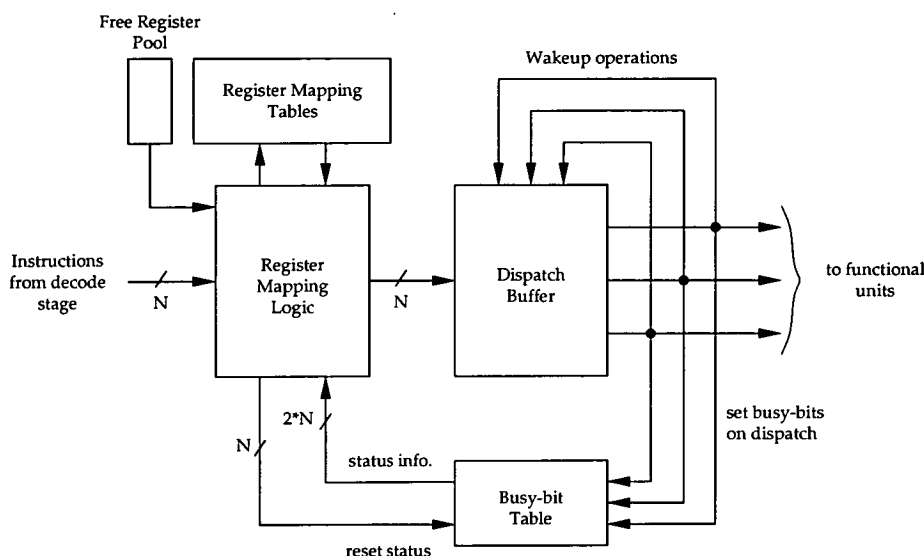 Free Register
Pool
Register Mapping
Tables
Wakeup operations
Instructions
from decode
stage
N
Register
Mapping
Logic
N
Dispatch
Buffer
to functional
units
N
2*N
status info.
set busy-bits
on dispatch
Busy-bit
Table
reset status